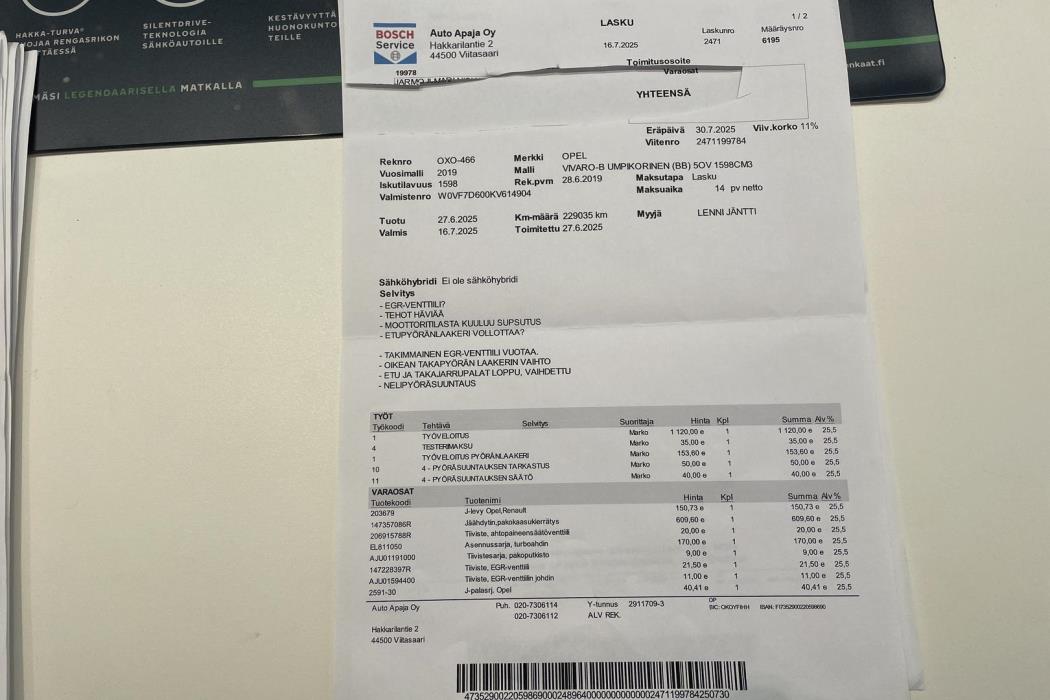 HAKKA-TURVA®
SILENTDRIVE-
TEKNOLOGIA
SÄHKÖAUTOILLE
KESTÄVYYTTÄ
HUONOKUNTO
TEILLE
LEGENDAARISELLA MATKALLA
nkaat.fi
BOSCH
Service
Auto Apaja Oy
Hakkarilantie 2
44500 Viitasaari
LASKU
1 / 2
Laskunro Määräysnro
16.7.2025 2471 6195
19978
Toimitusosoite
Varaosat
YHTEENSÄ
Eräpäivä 30.7.2025 Viiv.korko 11%
Viitenro 2471199784
Reknro OXO-466 Merkki OPEL
Vuosimalli 2019 Malli VIVARO-B UMPIKORINEN (BB) 5OV 1598CM3
Iskutilavuus 1598 Rek.pvm 28.6.2019 Maksutapa Lasku
Valmistenro W0VF7D600KV614904 Maksuaika 14 pv netto
Tuotu 27.6.2025 Km-määrä 229035 km Myyjä LENNI JÄNTTI
Valmis 16.7.2025 Toimitettu 27.6.2025
Sähköhybridi Ei ole sähköhybridi
Selvitys
- EGR-VENTTIILI?
- TEHOT HÄVIÄÄ
- MOOTTORITILASTA KUULUU SUPSUTUS
- ETUPYÖRÄNLAAKERI VOLLOTTAA?
- TAKIMMAINEN EGR-VENTTIILI VUOTAA.
- OIKEAN TAKAPYÖRÄN LAAKERIN VAIHTO
- ETU JA TAKAJARRUPALAT LOPPU, VAIHDETTU
- NELIPYÖRÄSUUNTAUS
TYÖT
Työkoodi Tehtävä Selvitys Suorittaja Hinta Kpl Summa Alv %
1 TYÖVELOITUS Marko 1 120,00 e 1 1 120,00 e 25,5
4 TESTERIMAKSU Marko 35,00 e 1 35,00 e 25,5
1 TYÖVELOITUS PYÖRÄNLAAKERI Marko 153,60 e 1 153,60 e 25,5
10 4 - PYÖRÄSUUNTAUKSEN TARKASTUS Marko 50,00 e 1 50,00 e 25,5
11 4 - PYÖRÄSUUNTAUKSEN SÄÄTÖ Marko 40,00 e 1 40,00 e 25,5
VARAOSAT
Tuotekoodi Tuotenimi Hinta Kpl Summa Alv %
203679 J-levy Opel,Renault 150,73 e 1 150,73 e 25,5
147357086R Jäähdytin,pakokaasukierrätys 609,60 e 1 609,60 e 25,5
206915788R Tiiviste, ahtopaineensäätöventtiili 20,00 e 1 20,00 e 25,5
EL811050 Asennussarja, turboahdin 170,00 e 1 170,00 e 25,5
AJU01191000 Tiivistesarja, pakoputkisto 9,00 e 1 9,00 e 25,5
147228397R Tiiviste, EGR-venttiili 21,50 e 1 21,50 e 25,5
AJU01594400 Tiiviste, EGR-venttiilin johdin 11,00 e 1 11,00 e 25,5
2591-30 J-palasrj. Opel 40,41 e 1 40,41 e 25,5
Auto Apaja Oy Puh. 020-7306114 Y-tunnus 2911709-3 OP
020-7306112 ALV REK. BIC: OKOYFIHH IBAN: FI7352900220598690
Hakkarilantie 2
44500 Viitasaari
473529002205986900024896400000000000002471199784250730